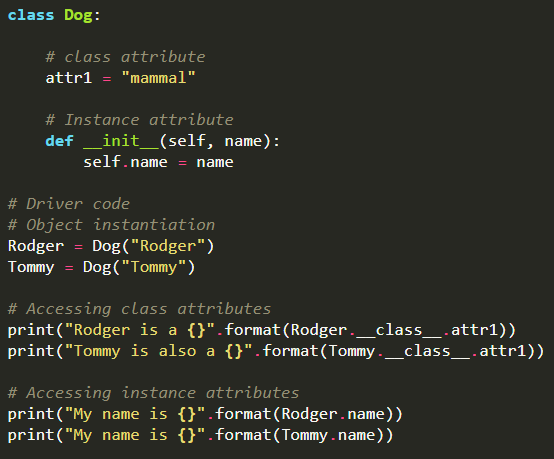 class Dog:
    # class attribute
    attr1 = "mammal"
    # Instance attribute
    def __init__(self, name):
        self.name = name
# Driver code
# Object instantiation
Rodger = Dog("Rodger")
Tommy = Dog("Tommy")
# Accessing class attributes
print("Rodger is a {}".format(Rodger.__class__.attr1))
print("Tommy is also a {}".format(Tommy.__class__.attr1))
# Accessing instance attributes
print("My name is {}".format(Rodger.name))
print("My name is {}".format(Tommy.name))